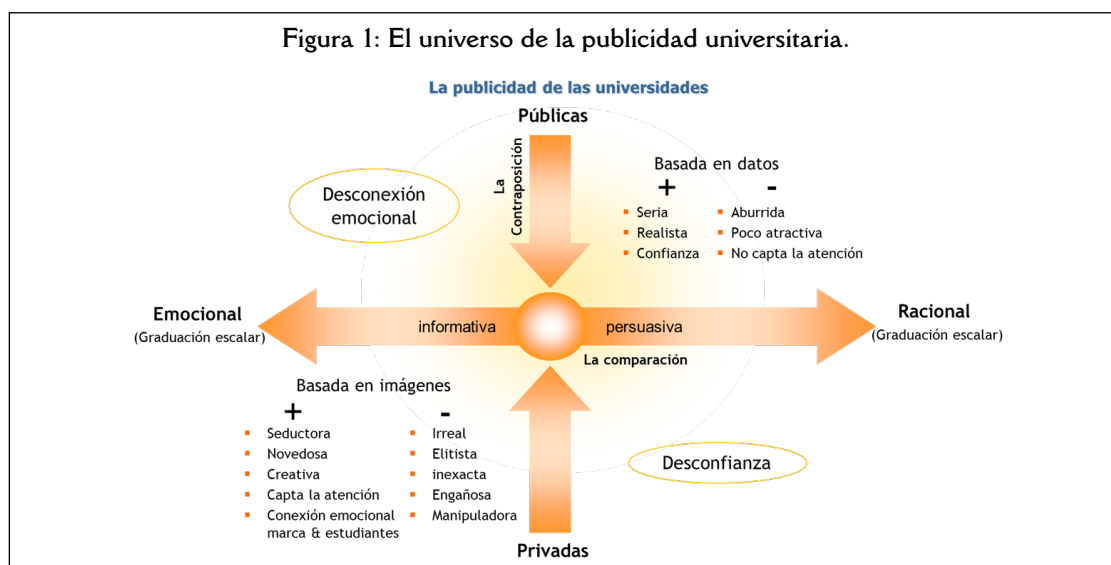 Figura 1: El universo de la publicidad universitaria.
La publicidad de las universidades
Públicas
La
Contraposición
Basada en datos
+
-
Seria
Realista
Confianza
Aburrida
Poco atractiva
No capta la atención
Desconexión
emocional
Emocional
(Graduación escalar)
informativa
persuasiva
Racional
(Graduación escalar)
La comparación
Basada en imágenes
+
-
Seductora
Novedosa
Creativa
Capta la atención
Conexión emocional
marca & estudiantes
Irreal
Elitista
inexacta
Engañosa
Manipuladora
Desconfianza
Privadas